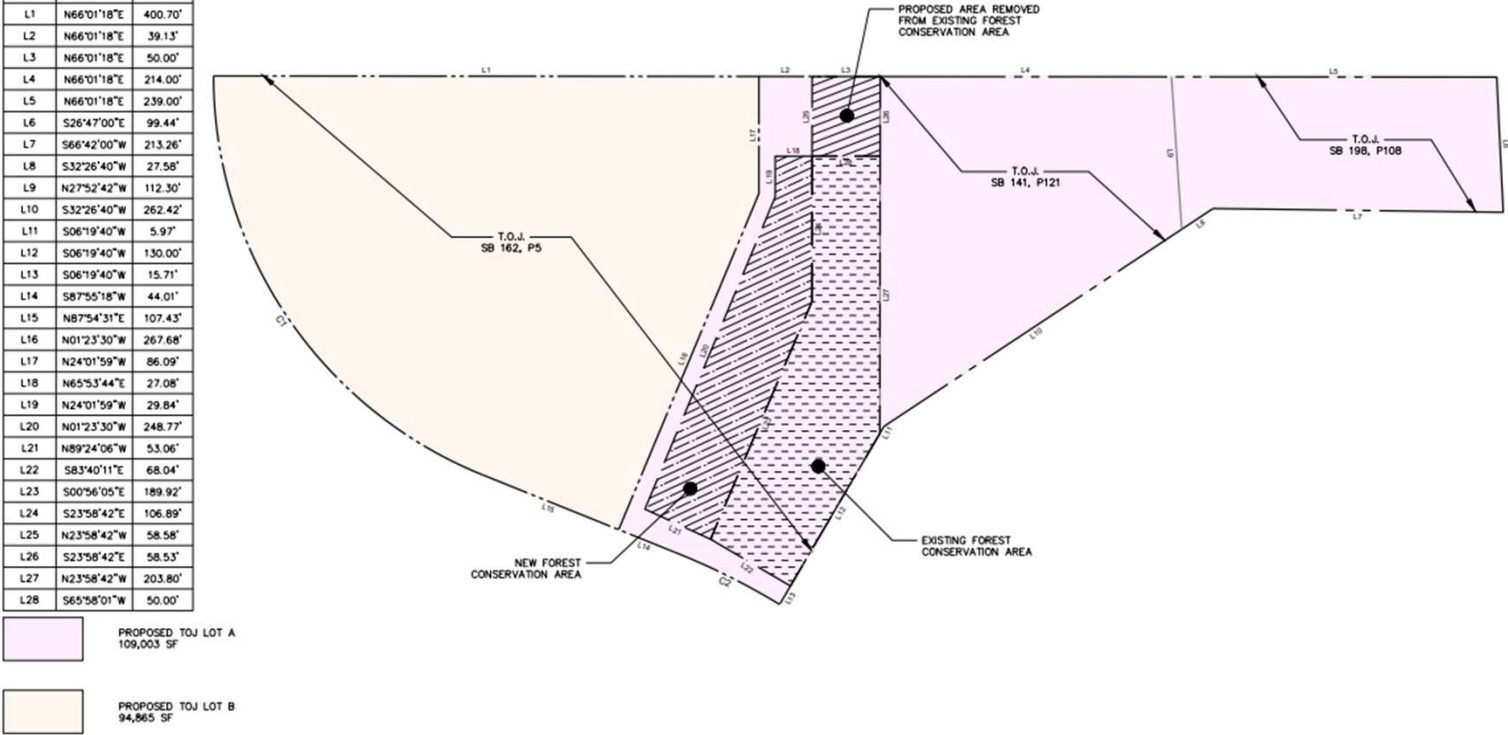 L1 N66°01'18"E 400.70'
L2 N66°01'18"E 39.13'
L3 N66°01'18"E 50.00'
L4 N66°01'18"E 214.00'
L5 N66°01'18"E 239.00'
L6 S26°47'00"E 99.44'
L7 S66°42'00"W 213.26'
L8 S32°26'40"W 27.58'
L9 N27°52'42"W 112.30'
L10 S32°26'40"W 262.42'
L11 S06°19'40"W 5.97'
L12 S06°19'40"W 130.00'
L13 S06°19'40"W 15.71'
L14 S87°55'18"W 44.01'
L15 N87°54'31"E 107.43'
L16 N01°23'30"W 267.68'
L17 N24°01'59"W 86.09'
L18 N65°53'44"E 27.08'
L19 N24°01'59"W 29.84'
L20 N01°23'30"W 248.77'
L21 N89°24'06"W 53.06'
L22 S83°40'11"E 68.04'
L23 S00°56'05"E 189.92'
L24 S23°58'42"E 106.89'
L25 N23°58'42"W 58.58'
L26 S23°58'42"E 58.53'
L27 N23°58'42"W 203.80'
L28 S65°58'01"W 50.00'
PROPOSED TOJ LOT A
109,003 SF
PROPOSED TOJ LOT B
94,865 SF
PROPOSED AREA REMOVED
FROM EXISTING FOREST
CONSERVATION AREA
L1
L2
L3
L4
L5
L25
L26
L17
L18
L19
L9
T.O.J.
SB 141, P121
T.O.J.
SB 198, P108
L7
L8
T.O.J.
SB 162, P5
L27
C1
L10
L16
L20
L11
L15
L12
L21
L14
L22
C2
L13
NEW FOREST
CONSERVATION AREA
EXISTING FOREST
CONSERVATION AREA